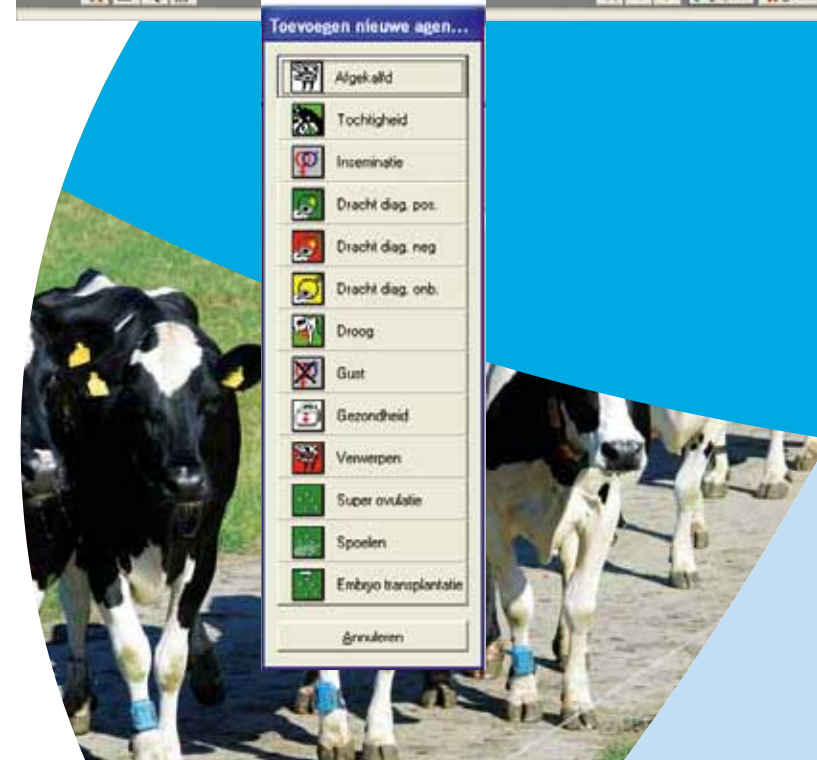 Toevoegen nieuwe agen...
Afgekalfd
Tochtigheid
Inseminatie
Dracht diag. pos.
Dracht diag. neg
Dracht diag. onb.
Droog
Gust
Gezondheid
Verwerpen
Super ovulatie
Spoelen
Embryo transplantatie
Annuleren